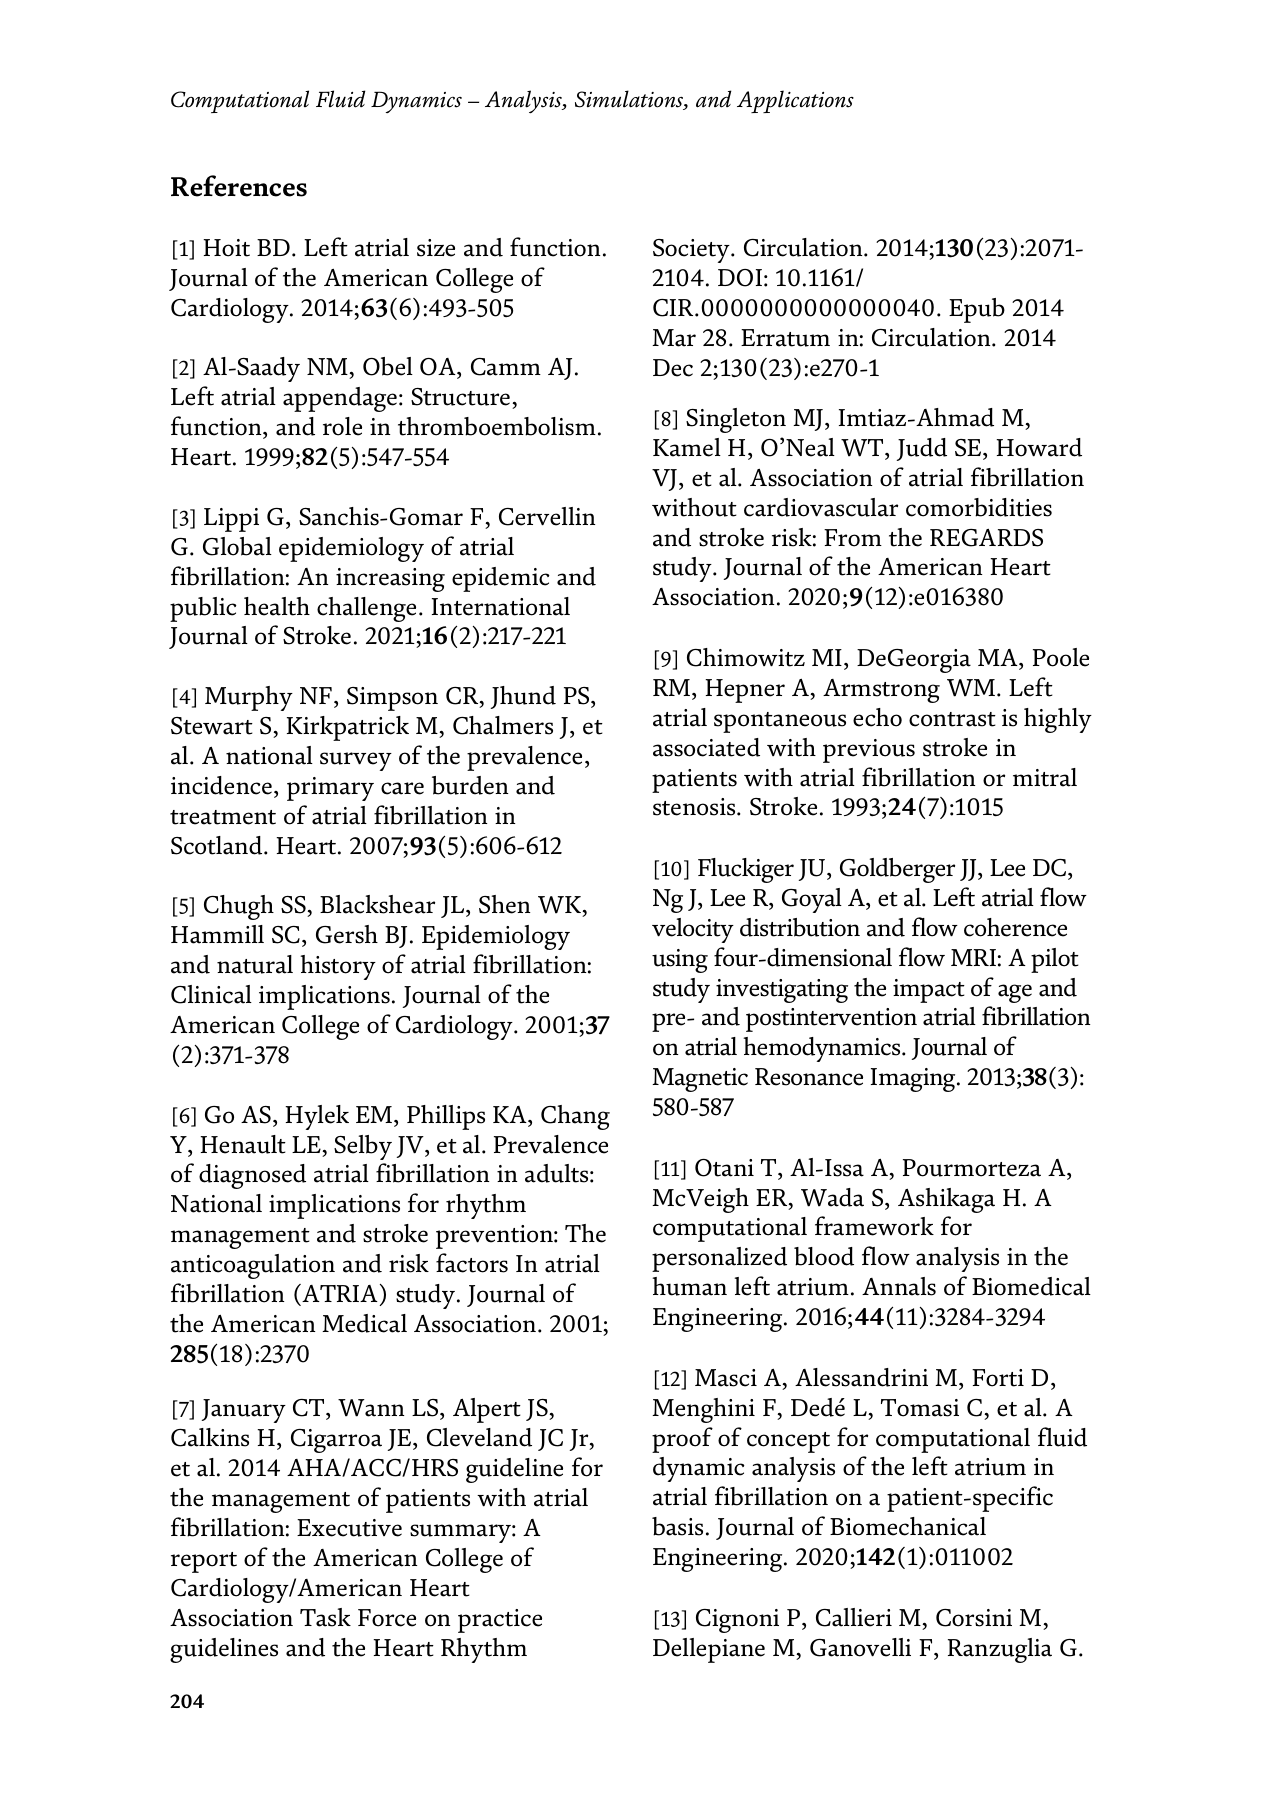 Computational Fluid Dynamics – Analysis, Simulations, and Applications
References
[1] Hoit BD. Left atrial size and function.
Journal of the American College of
Cardiology. 2014;63(6):493-505
[2] Al-Saady NM, Obel OA, Camm AJ.
Left atrial appendage: Structure,
function, and role in thromboembolism.
Heart. 1999;82(5):547-554
[3] Lippi G, Sanchis-Gomar F, Cervellin
G. Global epidemiology of atrial
fibrillation: An increasing epidemic and
public health challenge. International
Journal of Stroke. 2021;16(2):217-221
[4] Murphy NF, Simpson CR, Jhund PS,
Stewart S, Kirkpatrick M, Chalmers J, et
al. A national survey of the prevalence,
incidence, primary care burden and
treatment of atrial fibrillation in
Scotland. Heart. 2007;93(5):606-612
[5] Chugh SS, Blackshear JL, Shen WK,
Hammill SC, Gersh BJ. Epidemiology
and natural history of atrial fibrillation:
Clinical implications. Journal of the
American College of Cardiology. 2001;37
(2):371-378
[6] Go AS, Hylek EM, Phillips KA, Chang
Y, Henault LE, Selby JV, et al. Prevalence
of diagnosed atrial fibrillation in adults:
National implications for rhythm
management and stroke prevention: The
anticoagulation and risk factors In atrial
fibrillation (ATRIA) study. Journal of
the American Medical Association. 2001;
285(18):2370
[7] January CT, Wann LS, Alpert JS,
Calkins H, Cigarroa JE, Cleveland JC Jr,
et al. 2014 AHA/ACC/HRS guideline for
the management of patients with atrial
fibrillation: Executive summary: A
report of the American College of
Cardiology/American Heart
Association Task Force on practice
guidelines and the Heart Rhythm
Society. Circulation. 2014;130(23):2071-
2104. DOI: 10.1161/
CIR.0000000000000040. Epub 2014
Mar 28. Erratum in: Circulation. 2014
Dec 2;130(23):e270-1
[8] Singleton MJ, Imtiaz-Ahmad M,
Kamel H, O’Neal WT, Judd SE, Howard
VJ, et al. Association of atrial fibrillation
without cardiovascular comorbidities
and stroke risk: From the REGARDS
study. Journal of the American Heart
Association. 2020;9(12):e016380
[9] Chimowitz MI, DeGeorgia MA, Poole
RM, Hepner A, Armstrong WM. Left
atrial spontaneous echo contrast is highly
associated with previous stroke in
patients with atrial fibrillation or mitral
stenosis. Stroke. 1993;24(7):1015
[10] Fluckiger JU, Goldberger JJ, Lee DC,
Ng J, Lee R, Goyal A, et al. Left atrial flow
velocity distribution and flow coherence
using four-dimensional flow MRI: A pilot
study investigating the impact of age and
pre- and postintervention atrial fibrillation
on atrial hemodynamics. Journal of
Magnetic Resonance Imaging. 2013;38(3):
580-587
[11] Otani T, Al-Issa A, Pourmorteza A,
McVeigh ER, Wada S, Ashikaga H. A
computational framework for
personalized blood flow analysis in the
human left atrium. Annals of Biomedical
Engineering. 2016;44(11):3284-3294
[12] Masci A, Alessandrini M, Forti D,
Menghini F, Dedé L, Tomasi C, et al. A
proof of concept for computational fluid
dynamic analysis of the left atrium in
atrial fibrillation on a patient-specific
basis. Journal of Biomechanical
Engineering. 2020;142(1):011002
[13] Cignoni P, Callieri M, Corsini M,
Dellepiane M, Ganovelli F, Ranzuglia G.
204